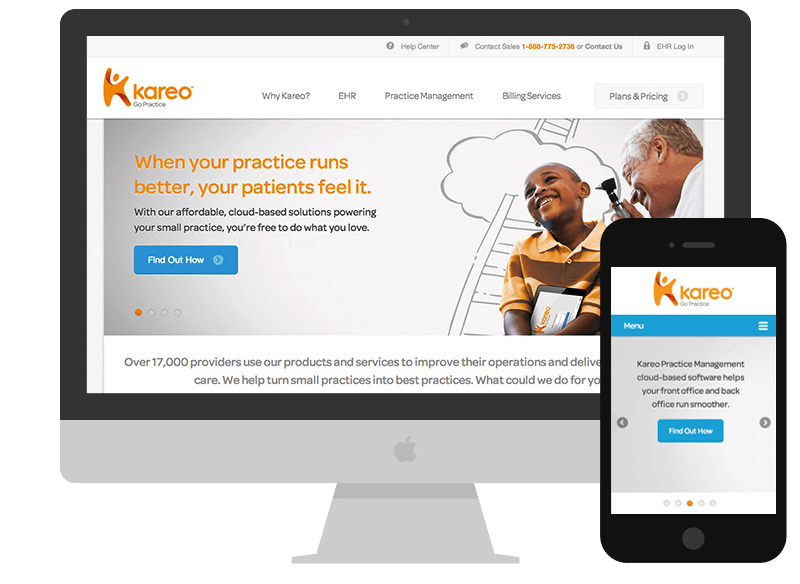 Help Center
Contact Sales 1-888-775-2736 or Contact Us
EHR Log In
kareo™
Go Practice
Why Kareo?
EHR
Practice Management
Billing Services
Plans & Pricing
When your practice runs
better, your patients feel it.
With our affordable, cloud-based solutions powering
your small practice, you're free to do what you love.
Find Out How
kareo
Over 17,000 providers use our products and services to improve their operations and delive
care. We help turn small practices into best practices. What could we do for yo
kareo™
Go Practice
Menu
Kareo Practice Management
cloud-based software helps
your front office and back
office run smoother.
Find Out How